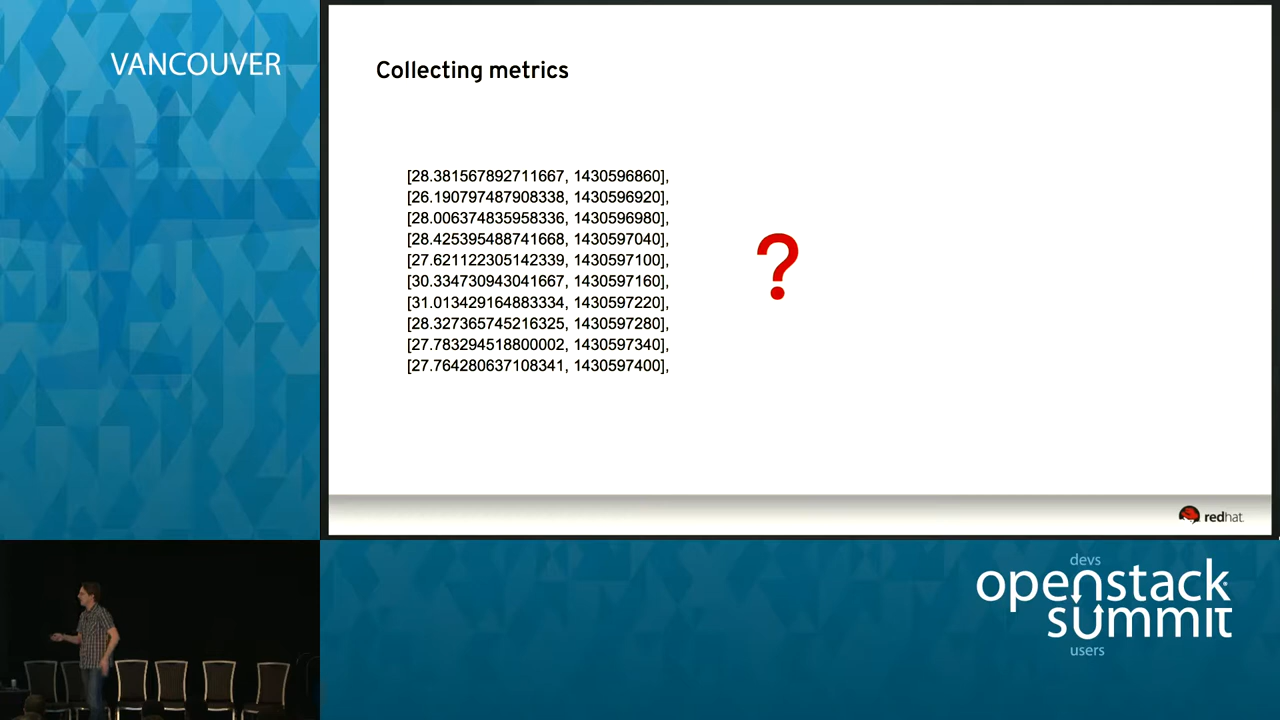 VANCOUVER
Collecting metrics
[28.381567892711667, 1430596860],
[26.190797487908338, 1430596920],
[28.006374835958336, 1430596980],
[28.425395488741668, 1430597040],
[27.621122305142339, 1430597100],
[30.334730943041667, 1430597160],
[31.013429164883334, 1430597220],
[28.327365745216325, 1430597280],
[27.783294518800002, 1430597340],
[27.764280637108341, 1430597400],
?
redhat.
devs
openstack
summit
users